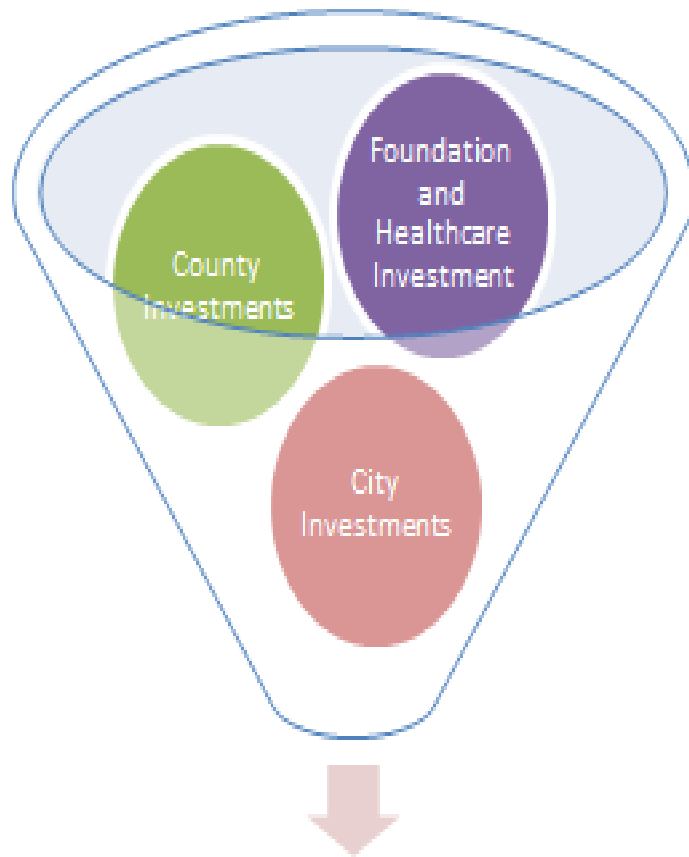 Foundation
and
Healthcare
Investment
County
Investments
City
Investments